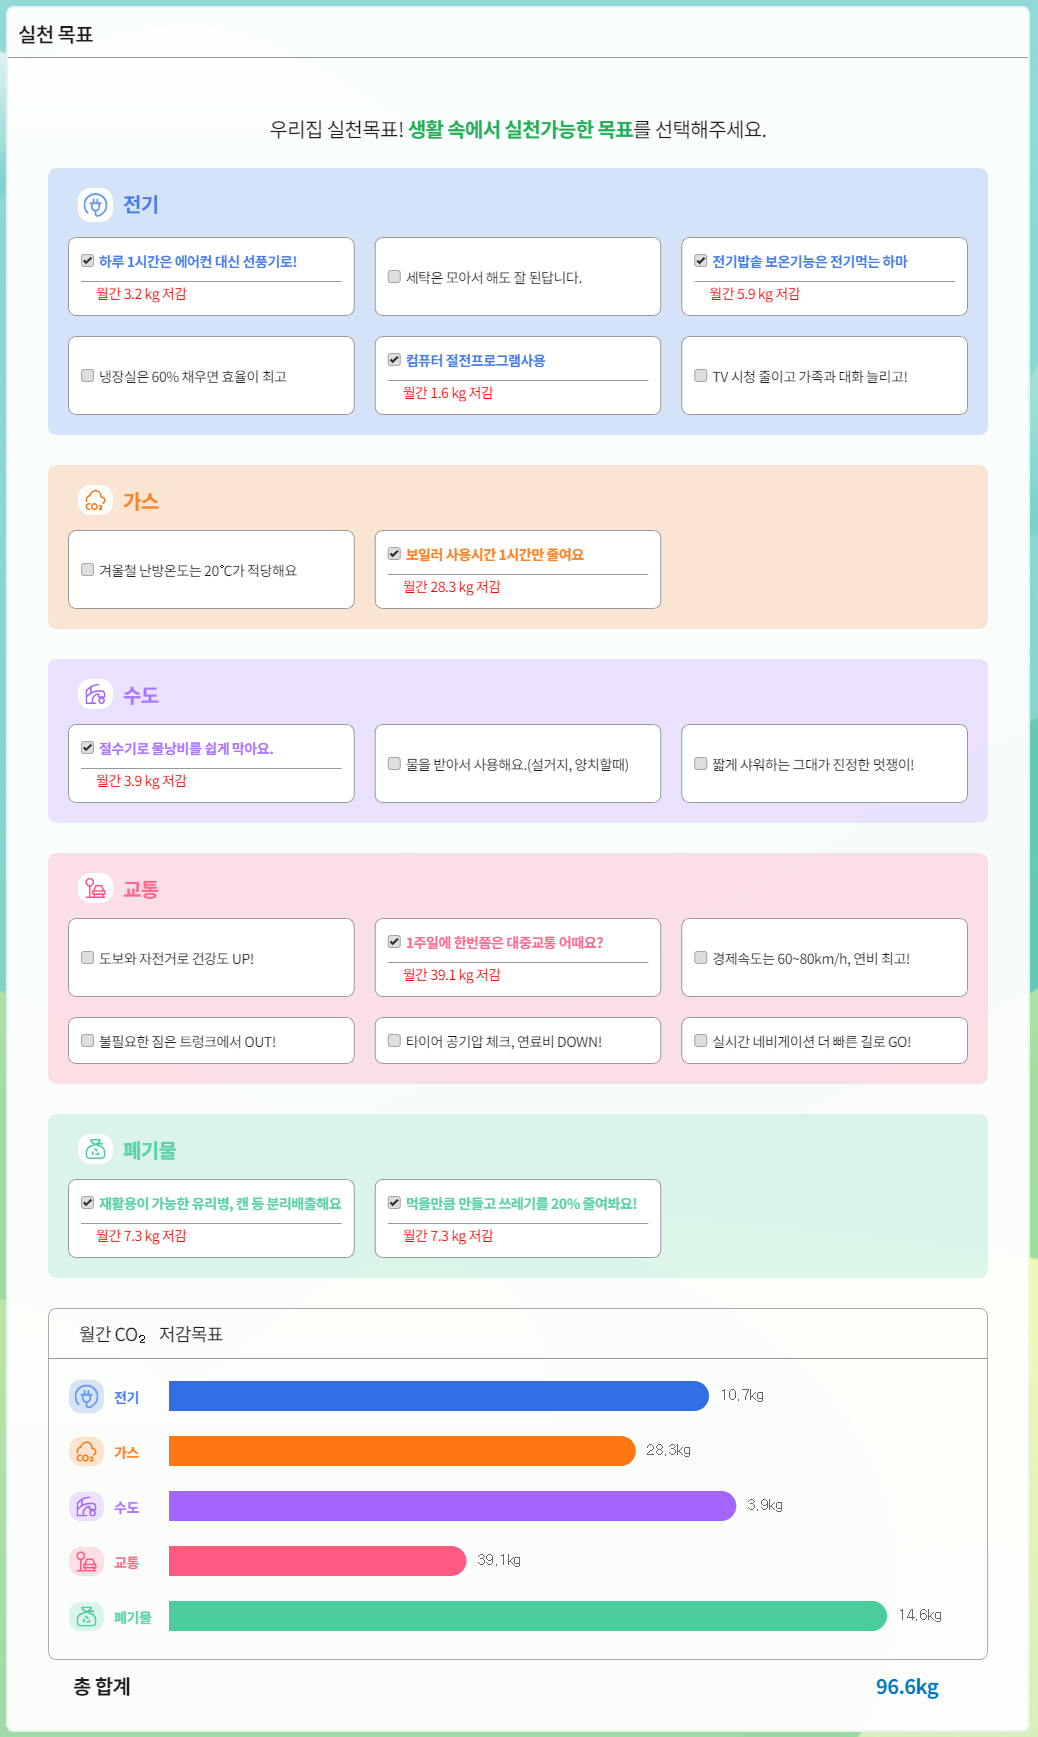 실천 목표
우리집 실천목표! 생활 속에서 실천가능한 목표를 선택해주세요.
전기
하루 1시간은 에어컨 대신 선풍기로!
월간 3.2 kg 저감
세탁은 모아서 해도 잘 된답니다.
전기밥솥 보온기능은 전기먹는 하마
월간 5.9 kg 저감
냉장실은 60% 채우면 효율이 최고
컴퓨터 절전프로그램사용
월간 1.6 kg 저감
TV 시청 줄이고 가족과 대화 늘리고!
CO₂ 가스
겨울철 난방온도는 20℃가 적당해요
보일러 사용시간 1시간만 줄여요
월간 28.3 kg 저감
수도
절수기로 물낭비를 쉽게 막아요.
월간 3.9 kg 저감
물을 받아서 사용해요.(설거지, 양치할때)
짧게 샤워하는 그대가 진정한 멋쟁이!
교통
도보와 자전거로 건강도 UP!
1주일에 한번쯤은 대중교통 어때요?
월간 39.1 kg 저감
경제속도는 60~80km/h, 연비 최고!
불필요한 짐은 트렁크에서 OUT!
타이어 공기압 체크, 연료비 DOWN!
실시간 네비게이션 더 빠른 길로 GO!
폐기물
재활용이 가능한 유리병, 캔 등 분리배출해요
월간 7.3 kg 저감
먹을만큼 만들고 쓰레기를 20% 줄여봐요!
월간 7.3 kg 저감
월간 CO₂ 저감목표
전기 10.7kg
CO₂ 가스 28.3kg
수도 3.9kg
교통 39.1kg
폐기물 14.6kg
총 합계 96.6kg